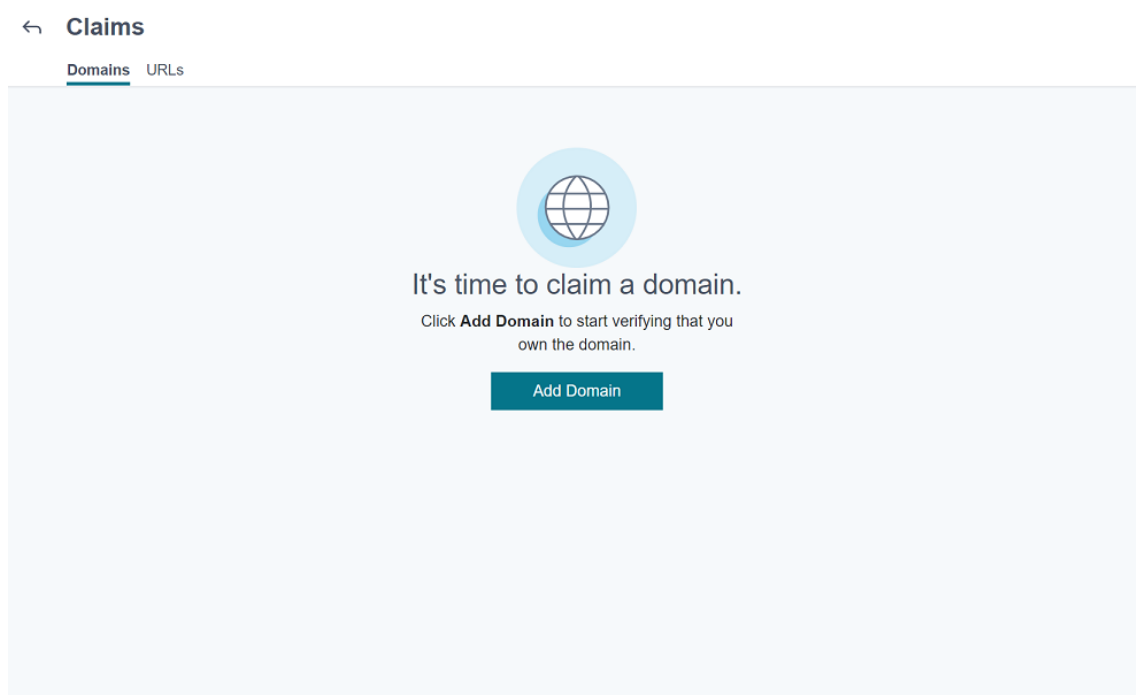 Claims
Domains URLs
It's time to claim a domain.
Click Add Domain to start verifying that you
own the domain.
Add Domain